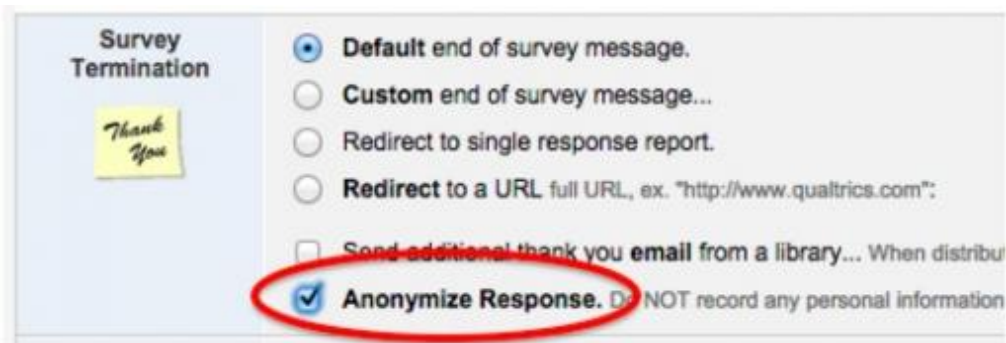 Survey
Termination
Thank
You
Default end of survey message.
Custom end of survey message...
Redirect to single response report.
Redirect to a URL full URL, ex. "http://www.qualtrics.com":
Send additional thank you email from a library... When distribu
Anonymize Response. Do NOT record any personal information